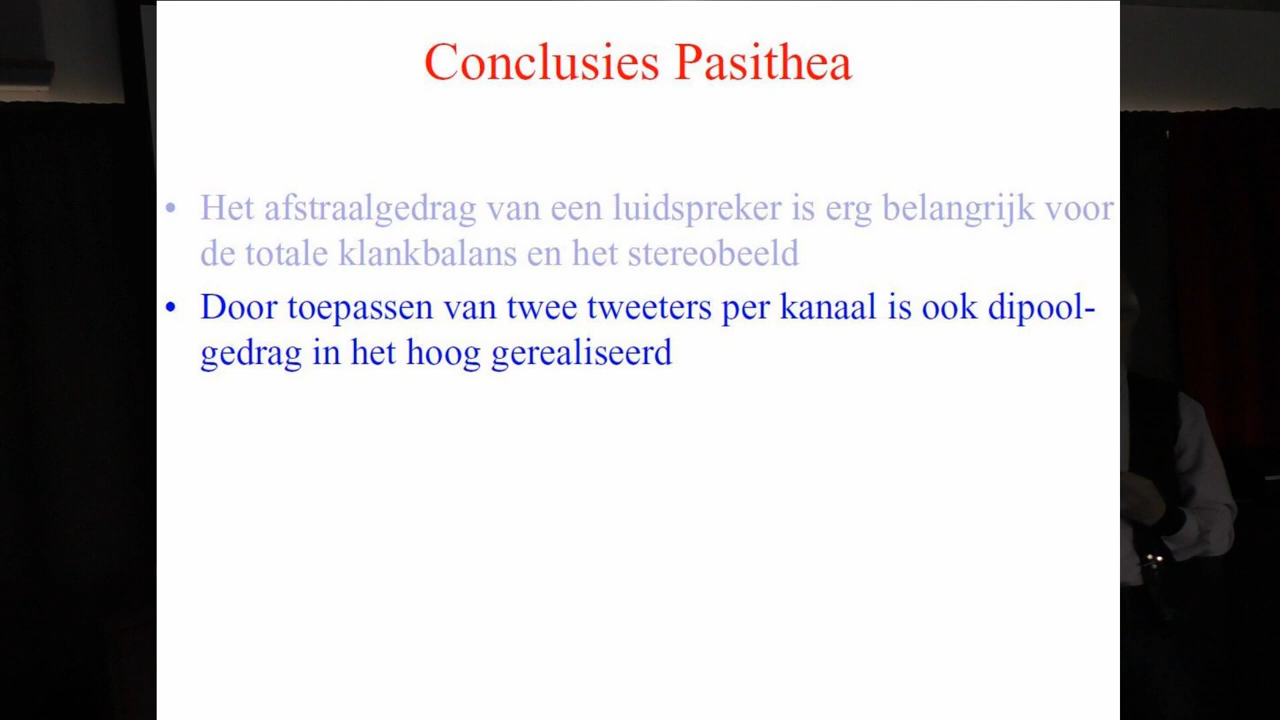 Conclusies Pasithea
• Het afstraalgedrag van een luidspreker is erg belangrijk voor
de totale klankbalans en het stereobeeld
• Door toepassen van twee tweeters per kanaal is ook dipool-
gedrag in het hoog gerealiseerd